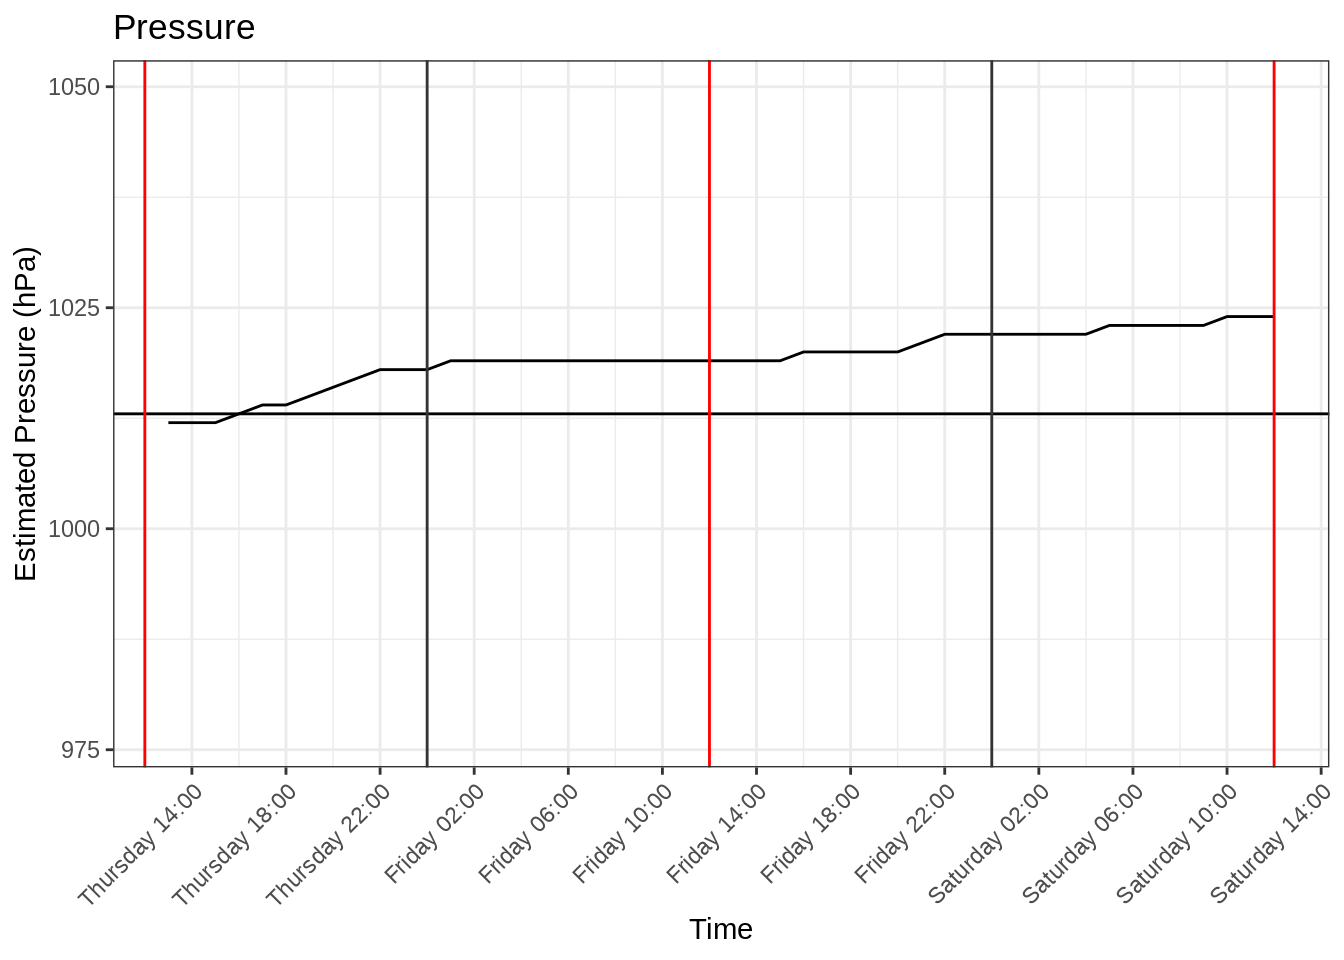 Pressure
Estimated Pressure (hPa)
1050
1025
1000
975
Thursday 14:00
Thursday 18:00
Thursday 22:00
Friday 02:00
Friday 06:00
Friday 10:00
Friday 14:00
Friday 18:00
Friday 22:00
Saturday 02:00
Saturday 06:00
Saturday 10:00
Saturday 14:00
Time